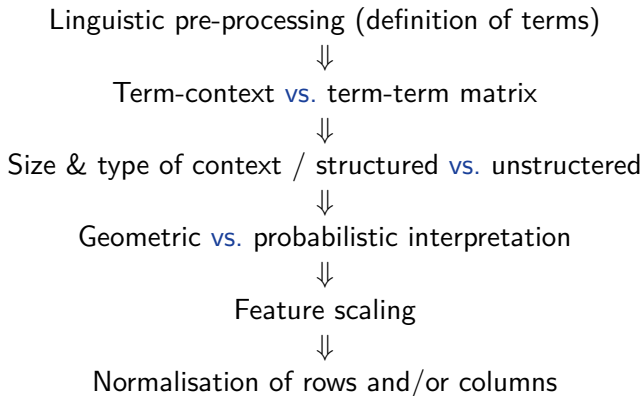 Linguistic pre-processing (definition of terms)
⇓
Term-context vs. term-term matrix
⇓
Size & type of context / structured vs. unstructered
⇓
Geometric vs. probabilistic interpretation
⇓
Feature scaling
⇓
Normalisation of rows and/or columns